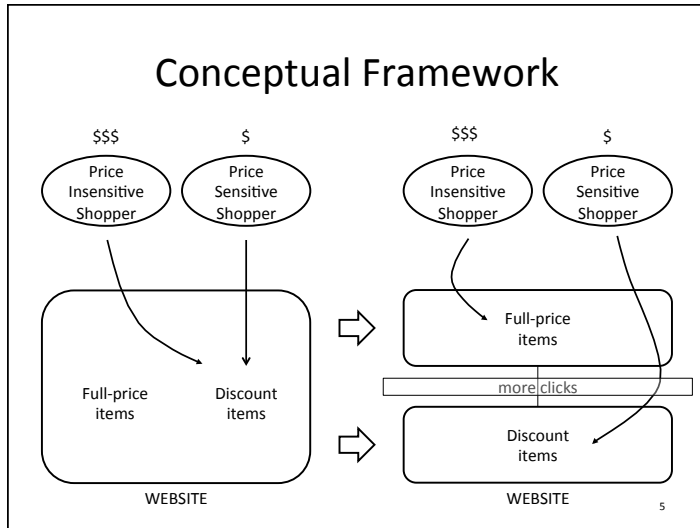 Conceptual Framework
$$$
$
Price
Insensitive
Shopper
Price
Sensitive
Shopper
Full-price
items
Discount
items
WEBSITE
$$$
$
Price
Insensitive
Shopper
Price
Sensitive
Shopper
Full-price
items
more clicks
Discount
items
WEBSITE
5